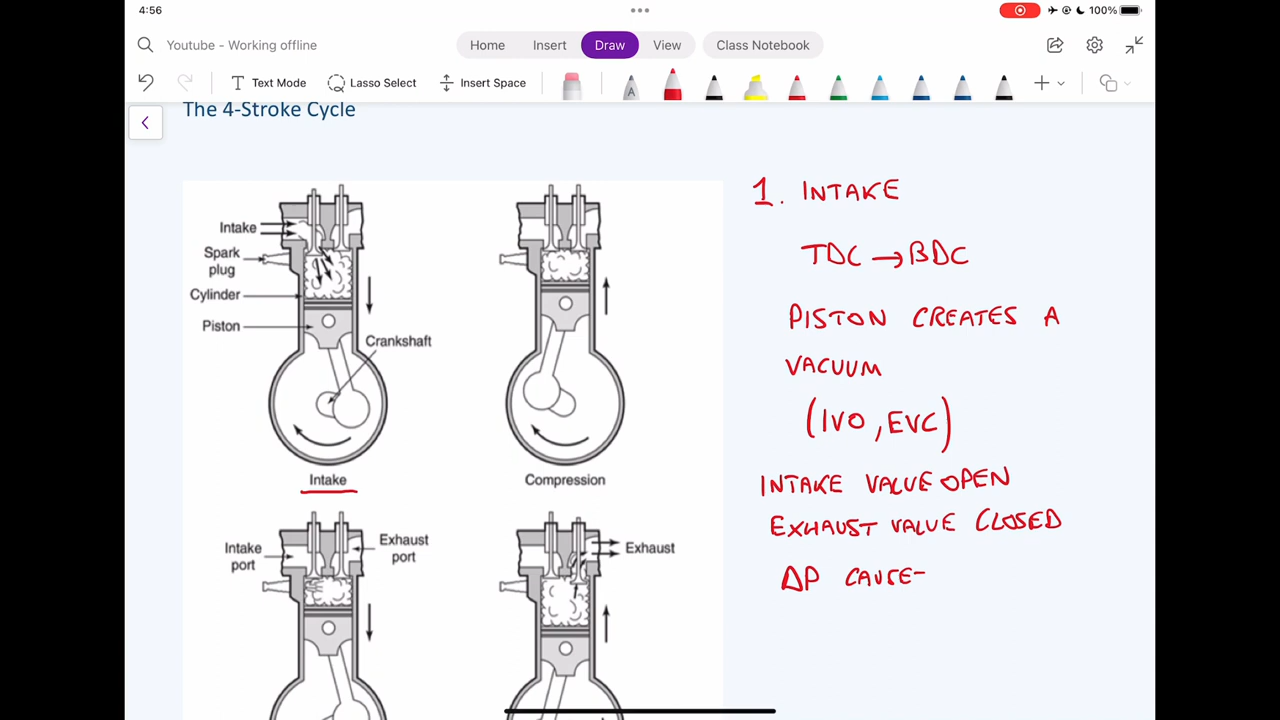 4:56
100%
Youtube - Working offline
Home
Insert
Draw
View
Class Notebook
Text Mode
Lasso Select
Insert Space
A
The 4-Stroke Cycle
Intake
Spark
plug
Cylinder
Piston
Crankshaft
Intake
Compression
Intake
port
Exhaust
port
Exhaust
1. INTAKE
TDC → BDC
PISTON CREATES A
VACUUM
(IVO, EVC)
INTAKE VALVE OPEN
EXHAUST VALVE CLOSED
ΔP CAUSE